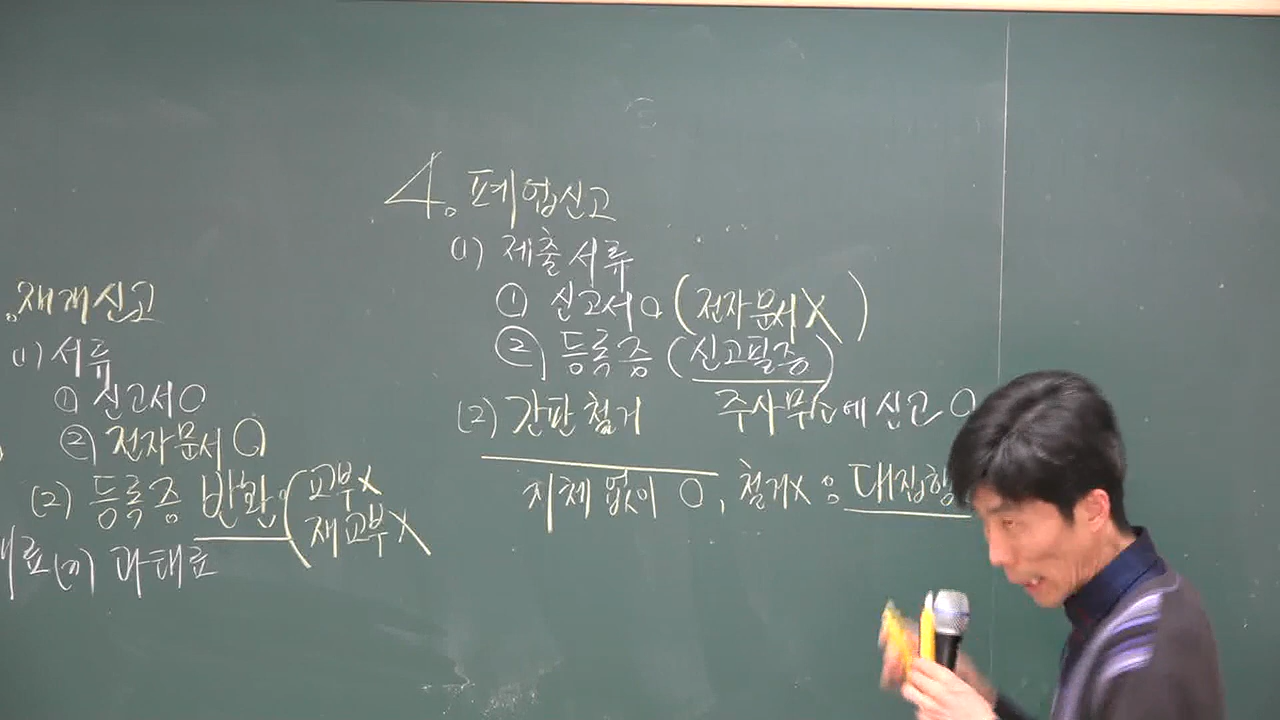 재개신고
(1) 서류
① 신고서 O
② 전자문서 O
(2) 등록증 반환 (교부X
재교부X
(3) 과태료
4. 폐업신고
(1) 제출서류
① 신고서 O (전자문서 X)
② 등록증 (신고필증)
(2) 간판철거 주사무소에 신고 O
지체 없이 O, 철거X 대집행